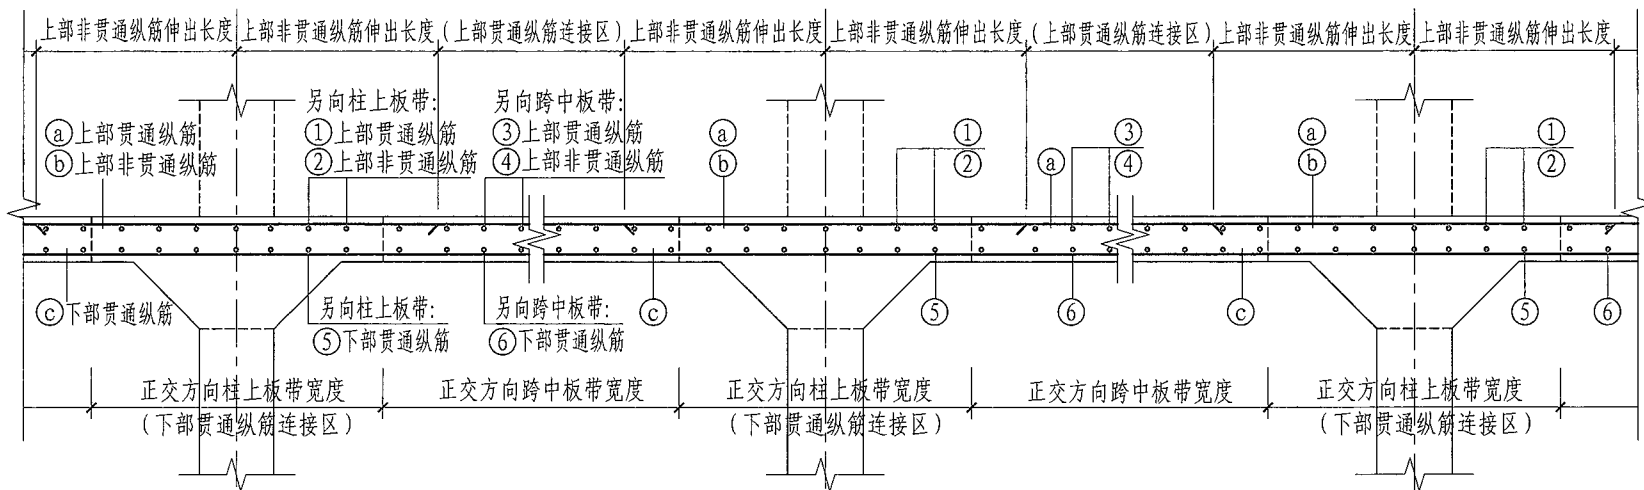 上部非贯通纵筋伸出长度 上部非贯通纵筋伸出长度 (上部贯通纵筋连接区) 上部非贯通纵筋伸出长度 上部非贯通纵筋伸出长度 (上部贯通纵筋连接区) 上部非贯通纵筋伸出长度 上部非贯通纵筋伸出长度
另向柱上板带: 另向跨中板带:
ⓐ上部贯通纵筋 ①上部贯通纵筋 ③上部贯通纵筋 ⓐ ① ③ ⓐ ①
ⓑ上部非贯通纵筋 ②上部非贯通纵筋 ④上部非贯通纵筋 ⓑ ② ⓐ ④ ⓑ ②
另向柱上板带: 另向跨中板带:
ⓒ下部贯通纵筋 ⓒ ⑤ ⑥ ⓒ ⑤ ⑥
⑤下部贯通纵筋 ⑥下部贯通纵筋
正交方向柱上板带宽度 正交方向跨中板带宽度 正交方向柱上板带宽度 正交方向跨中板带宽度 正交方向柱上板带宽度
(下部贯通纵筋连接区) (下部贯通纵筋连接区) (下部贯通纵筋连接区)